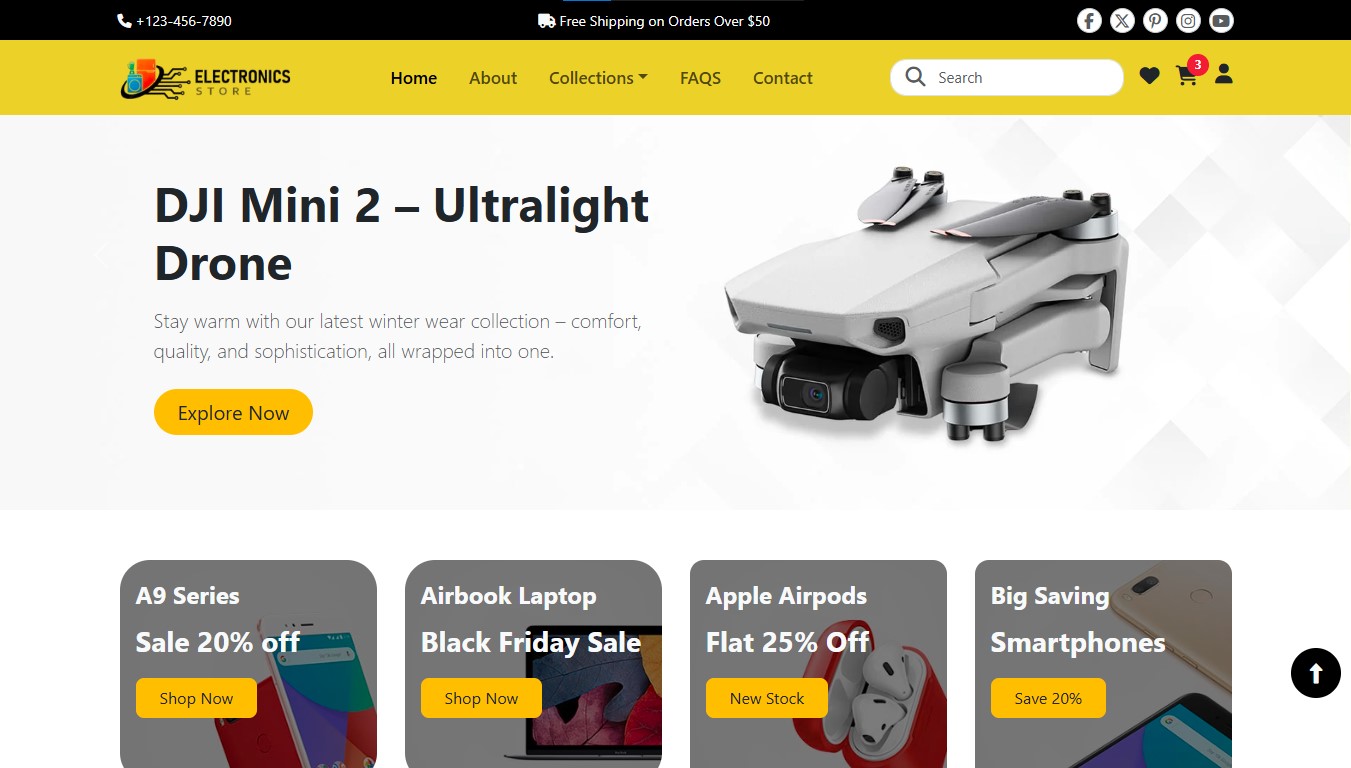 +123-456-7890
Free Shipping on Orders Over $50
ELECTRONICS
STORE
Home
About
Collections
FAQS
Contact
Search
3
DJI Mini 2 – Ultralight
Drone
Stay warm with our latest winter wear collection – comfort,
quality, and sophistication, all wrapped into one.
Explore Now
A9 Series
Sale 20% off
Shop Now
Airbook Laptop
Black Friday Sale
Shop Now
Apple Airpods
Flat 25% Off
New Stock
Big Saving
Smartphones
Save 20%